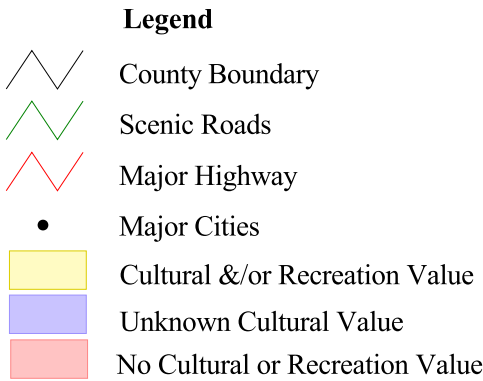 Legend
County Boundary
Scenic Roads
Major Highway
Major Cities
Cultural &/or Recreation Value
Unknown Cultural Value
No Cultural or Recreation Value